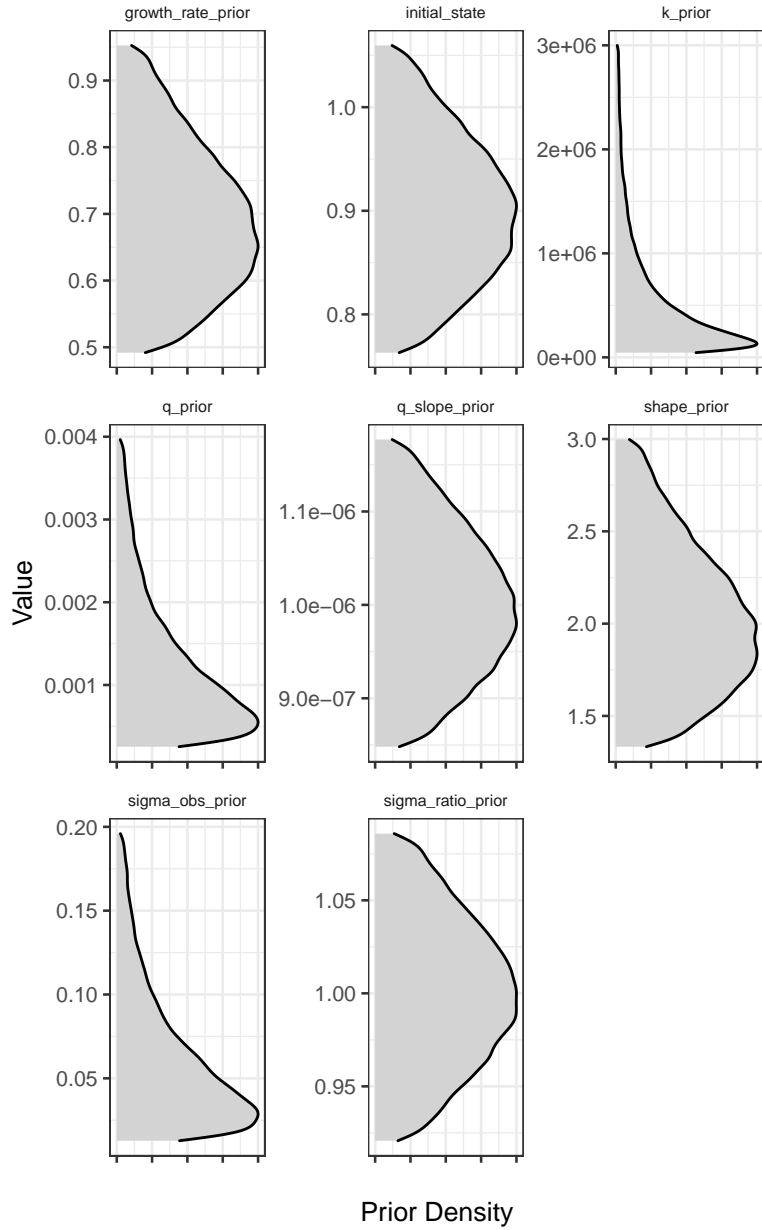 growth_rate_prior
initial_state
k_prior
0.9
0.8
0.7
0.6
0.5
1.0
0.9
0.8
3e+06
2e+06
1e+06
0e+00
q_prior
q_slope_prior
shape_prior
0.004
0.003
0.002
0.001
1.1e−06
1.0e−06
9.0e−07
3.0
2.5
2.0
1.5
Value
sigma_obs_prior
sigma_ratio_prior
0.20
0.15
0.10
0.05
1.05
1.00
0.95
Prior Density